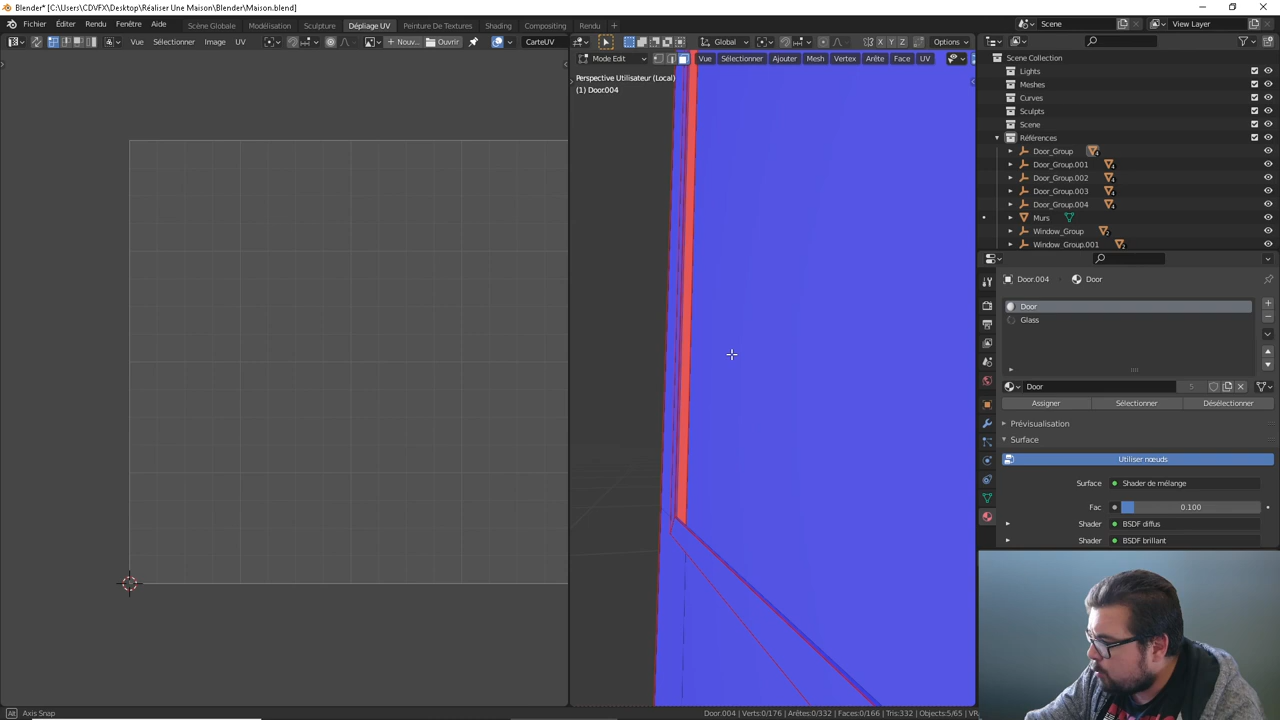 Blender* [C:\Users\CDVFX\Desktop\Réaliser Une Maison\Blender\Maison.blend]
Fichier Éditer Rendu Fenêtre Aide Scène Globale Modélisation Sculpture Dépliage UV Peinture De Textures Shading Compositing Rendu Scene View Layer
Vue Sélectionner Image UV Nouv... Ouvrir CarteUV Global X Y Z Options
Mode Edit Vue Sélectionner Ajouter Mesh Vertex Arête Face UV
Perspective Utilisateur (Local)
(1) Door.004
Scene Collection
Lights
Meshes
Curves
Sculpts
Scene
Références
Door_Group
Door_Group.001
Door_Group.002
Door_Group.003
Door_Group.004
Murs
Window_Group
Window_Group.001
Door.004 Door
Door
Glass
Door 5
Assigner Sélectionner Désélectionner
Prévisualisation
Surface
Utiliser nœuds
Surface Shader de mélange
Fac 0.100
Shader BSDF diffus
Shader BSDF brillant
Alt Axis Snap Door.004 | Verts:0/176 | Arêtes:0/332 | Faces:0/166 | Tris:332 | Objects:5/65 | VR